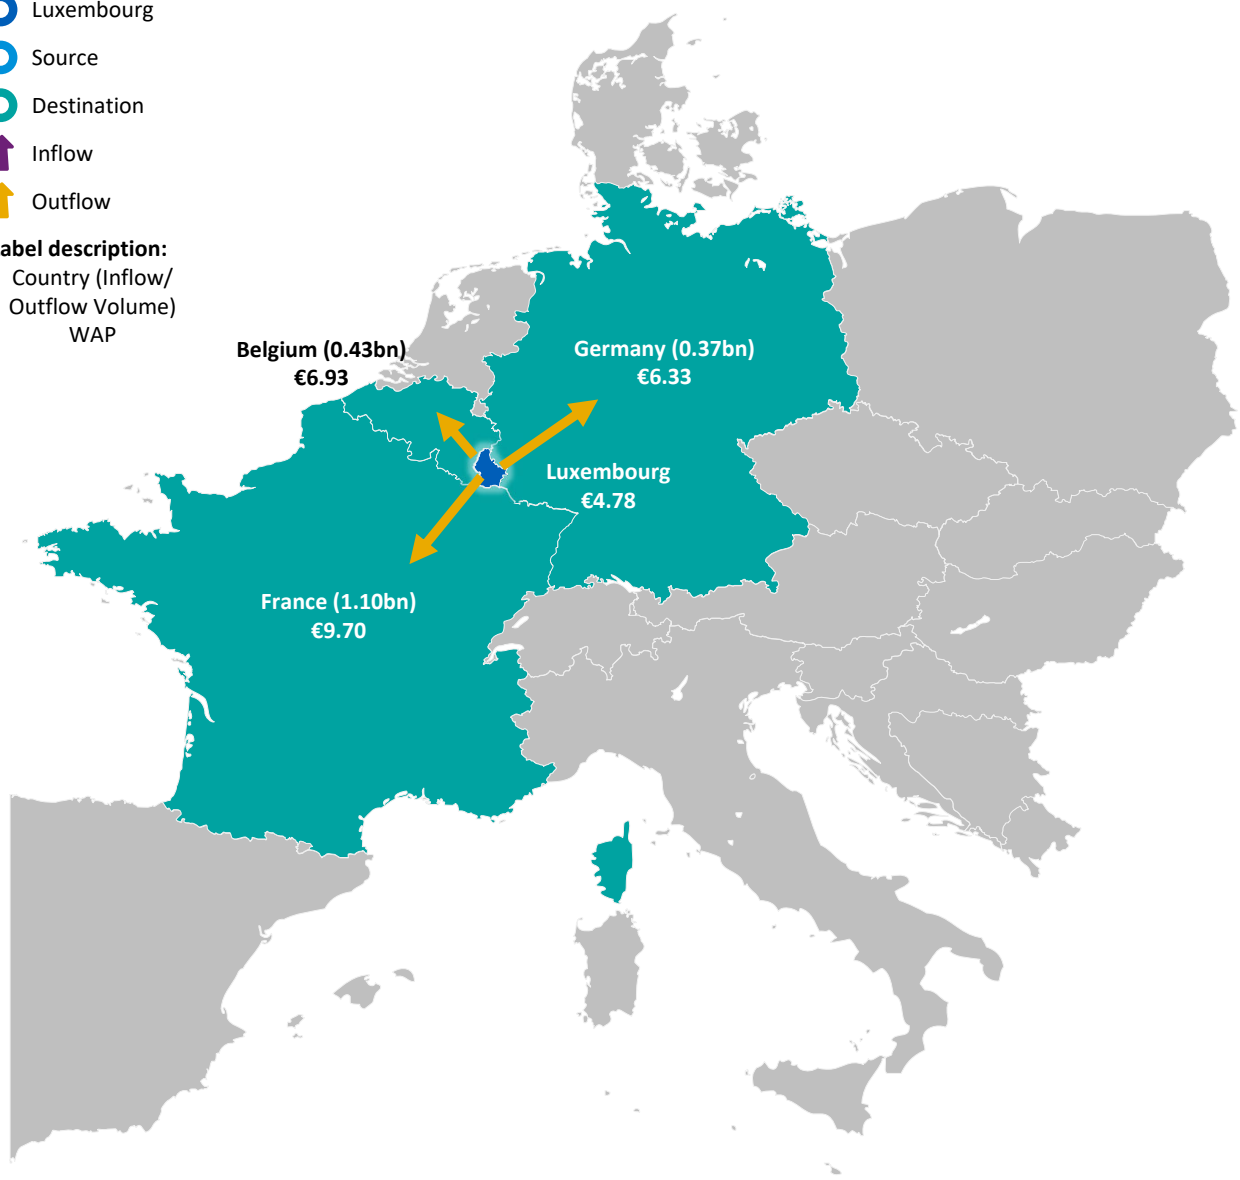 Luxembourg
Source
Destination
Inflow
Outflow
abel description:
Country (Inflow/
Outflow Volume)
WAP
Belgium (0.43bn)
€6.93
Germany (0.37bn)
€6.33
Luxembourg
€4.78
France (1.10bn)
€9.70